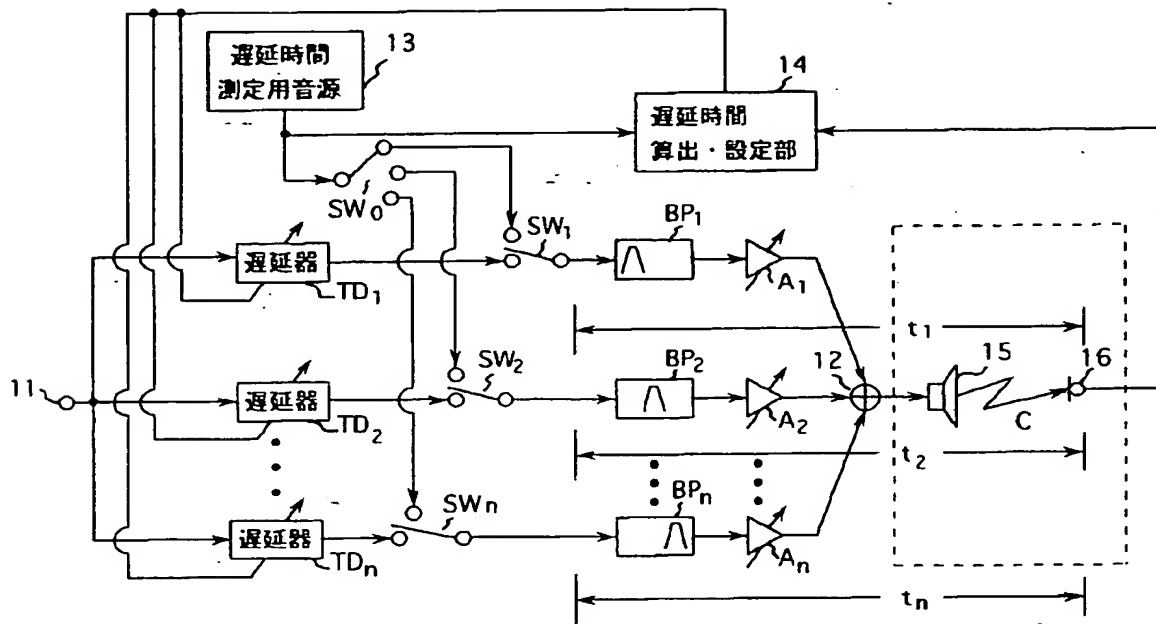 13
遅延時間
測定用音源
14
遅延時間
算出・設定部
SW0
SW1
BP1
遅延器
TD1
A1
t1
15
16
11
SW2
BP2
12
遅延器
TD2
A2
C
t2
SWn
BPn
遅延器
TDn
An
tn